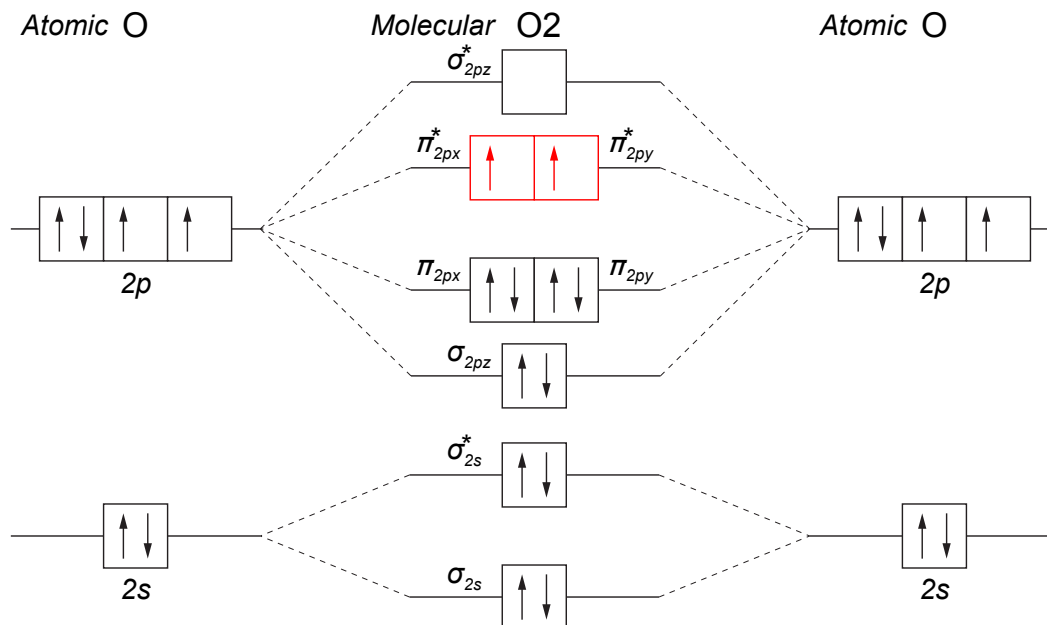 Atomic O Molecular O2 Atomic O
σ*2pz
π*2px π*2py
2p 2p
π2px π2py
σ2pz
σ*2s
2s 2s
σ2s